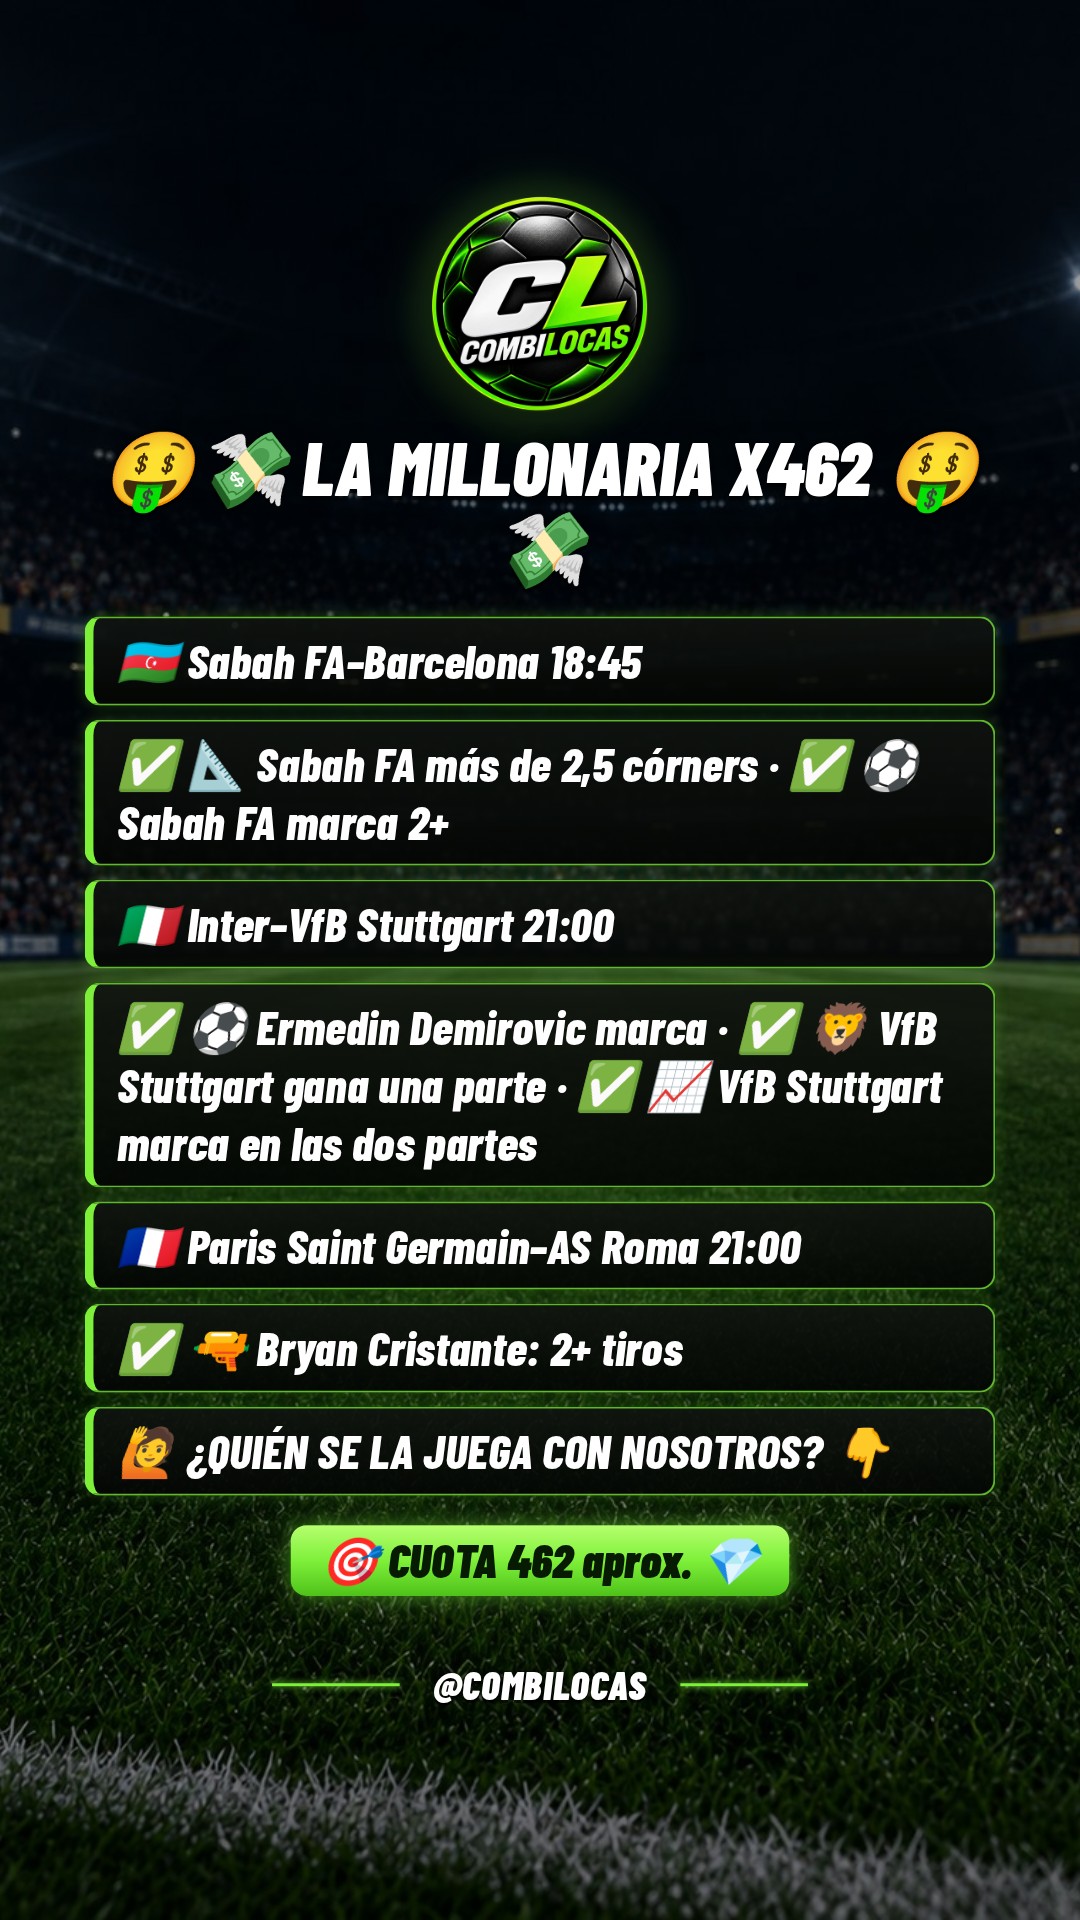 CL
COMBILOCAS
🤑 💸 LA MILLONARIA X462 🤑
💸
🇦🇿 Sabah FA-Barcelona 18:45
✅ 📐 Sabah FA más de 2,5 córners · ✅ ⚽
Sabah FA marca 2+
🇮🇹 Inter-VfB Stuttgart 21:00
✅ ⚽ Ermedin Demirovic marca · ✅ 🦁 VfB
Stuttgart gana una parte · ✅ 📈 VfB Stuttgart
marca en las dos partes
🇫🇷 Paris Saint Germain-AS Roma 21:00
✅ 🔫 Bryan Cristante: 2+ tiros
🙋 ¿QUIÉN SE LA JUEGA CON NOSOTROS? 👇
🎯 CUOTA 462 aprox. 💎
@COMBILOCAS